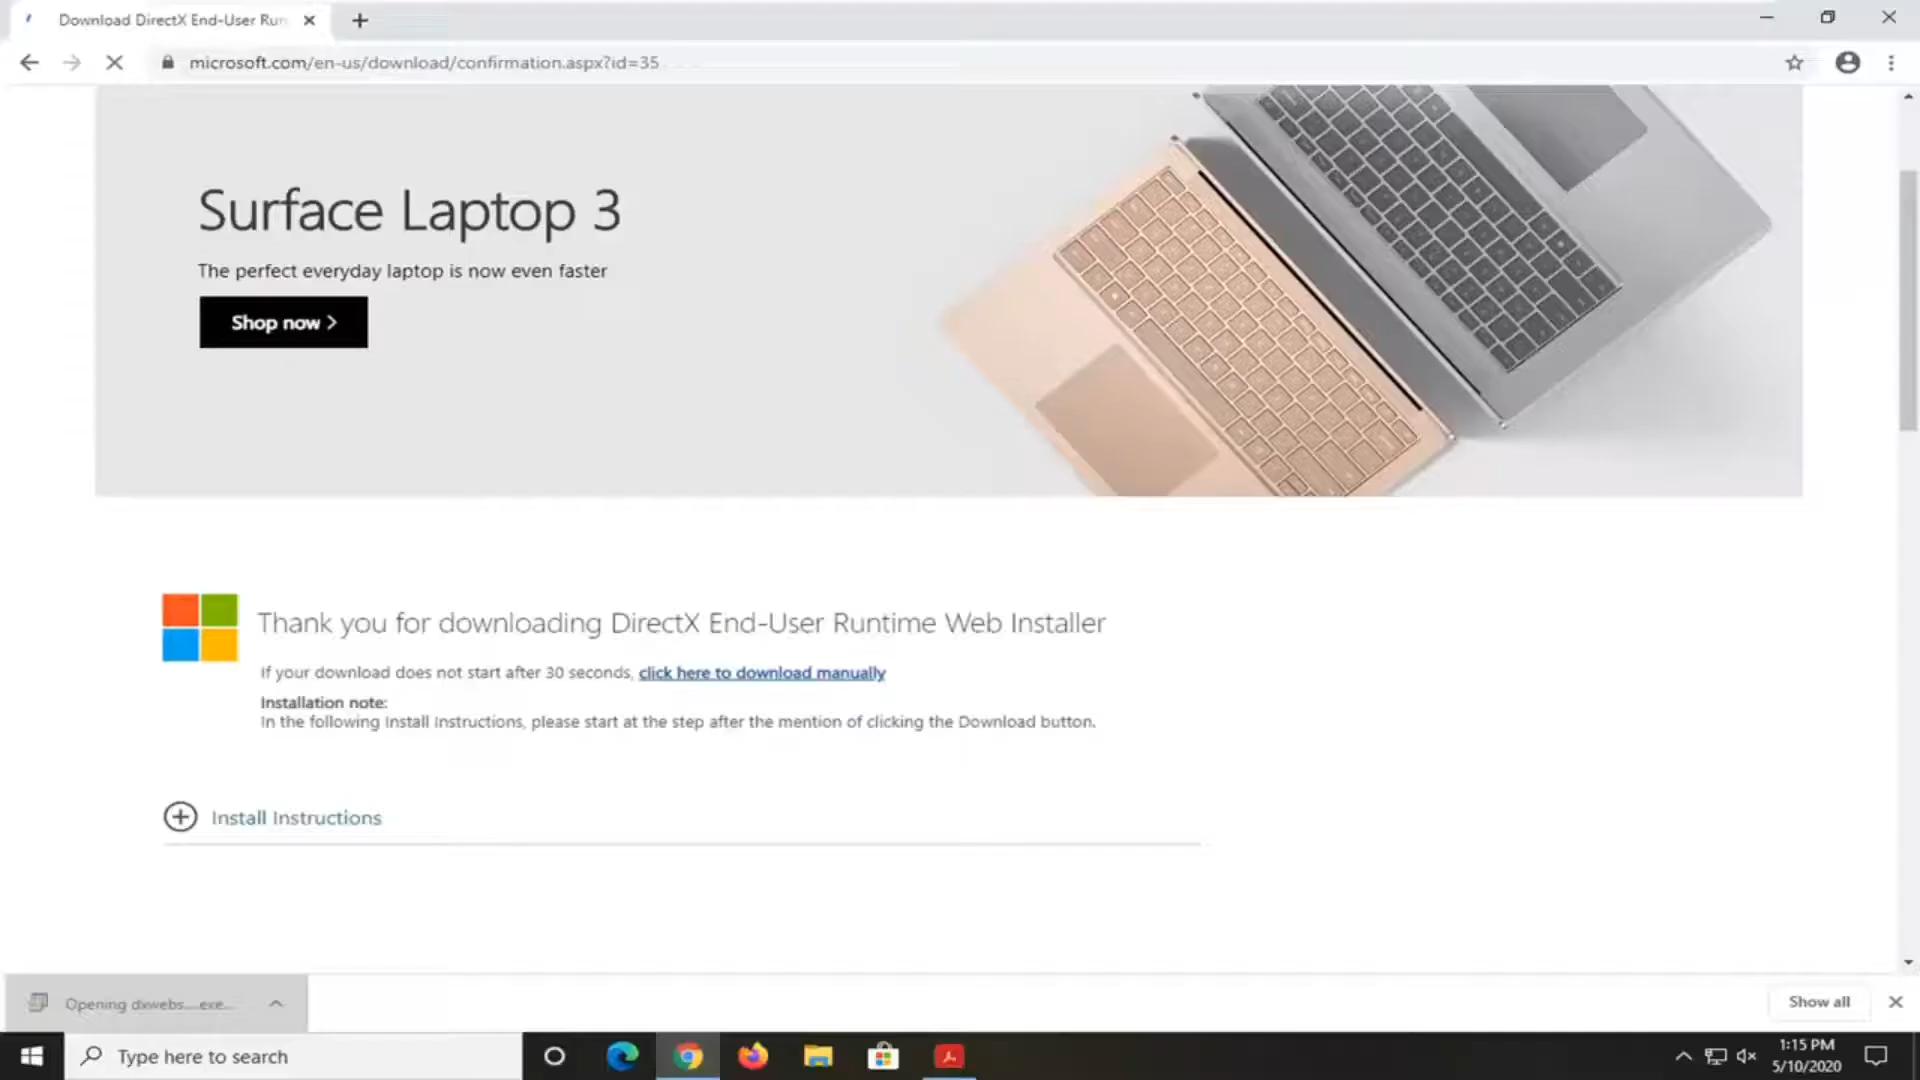 Download DirectX End-User Run
microsoft.com/en-us/download/confirmation.aspx?id=35
Surface Laptop 3
The perfect everyday laptop is now even faster
Shop now >
Thank you for downloading DirectX End-User Runtime Web Installer
If your download does not start after 30 seconds, click here to download manually
Installation note:
In the following Install Instructions, please start at the step after the mention of clicking the Download button.
Install Instructions
Opening dxwebs....exe...
Show all
Type here to search
1:15 PM
5/10/2020